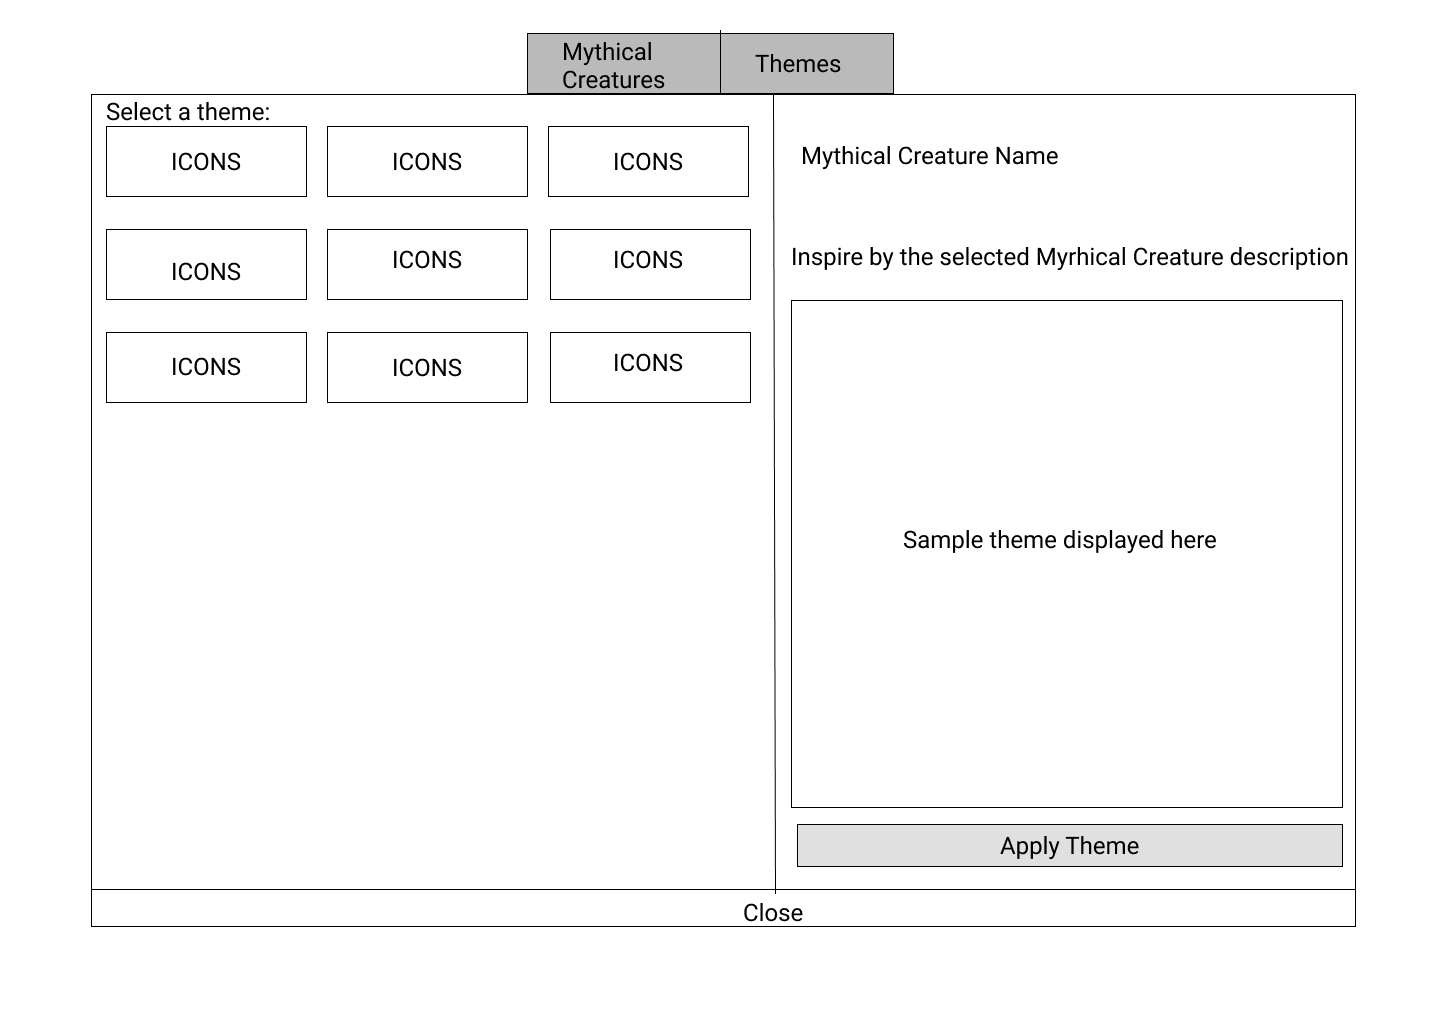 Mythical
Creatures
Themes
Select a theme:
ICONS
ICONS
ICONS
ICONS
ICONS
ICONS
ICONS
ICONS
ICONS
Mythical Creature Name
Inspire by the selected Myrhical Creature description
Sample theme displayed here
Apply Theme
Close